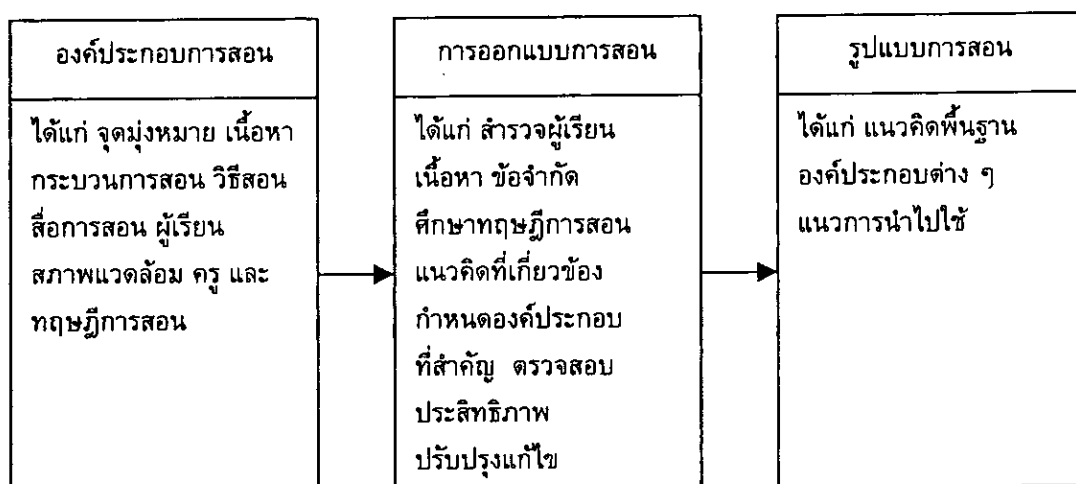 องค์ประกอบการสอน
ได้แก่ จุดมุ่งหมาย เนื้อหา
กระบวนการสอน วิธีสอน
สื่อการสอน ผู้เรียน
สภาพแวดล้อม ครู และ
ทฤษฎีการสอน
การออกแบบการสอน
ได้แก่ สำรวจผู้เรียน
เนื้อหา ข้อจำกัด
ศึกษาทฤษฎีการสอน
แนวคิดที่เกี่ยวข้อง
กำหนดองค์ประกอบ
ที่สำคัญ ตรวจสอบ
ประสิทธิภาพ
ปรับปรุงแก้ไข
รูปแบบการสอน
ได้แก่ แนวคิดพื้นฐาน
องค์ประกอบต่าง ๆ
แนวการนำไปใช้